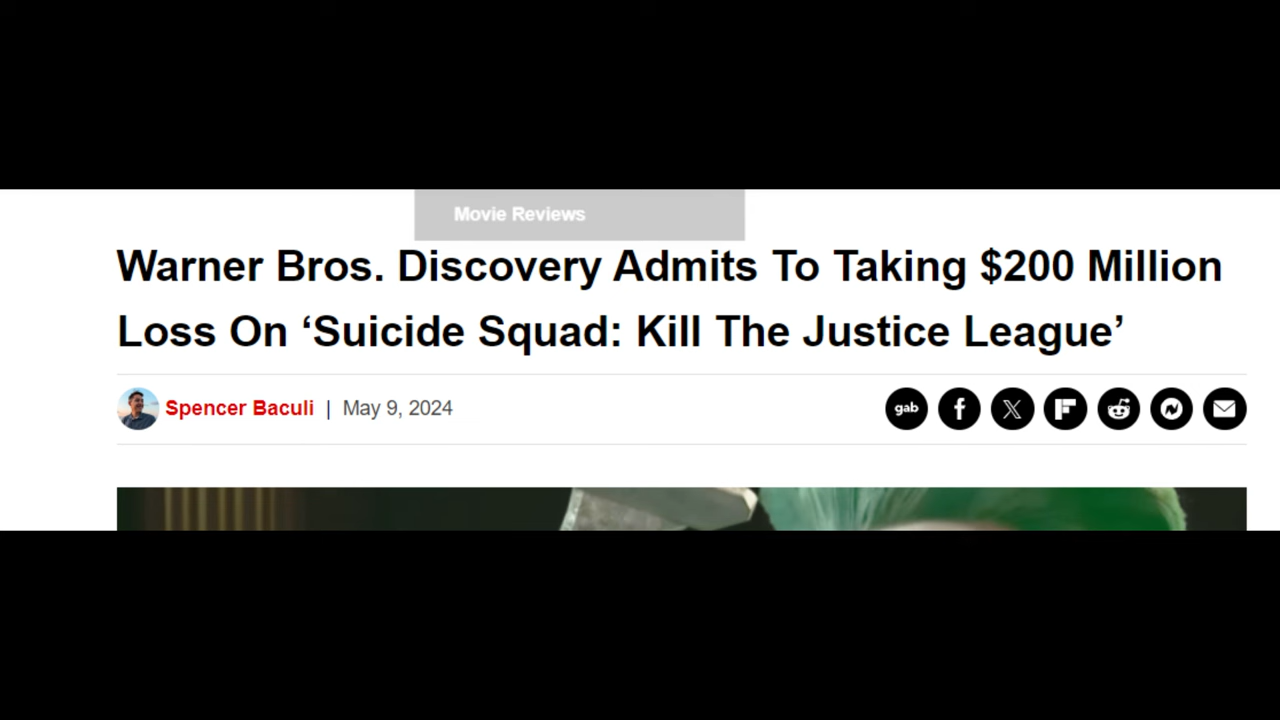 Movie Reviews
Warner Bros. Discovery Admits To Taking $200 Million
Loss On ‘Suicide Squad: Kill The Justice League’
Spencer Baculi | May 9, 2024
gab